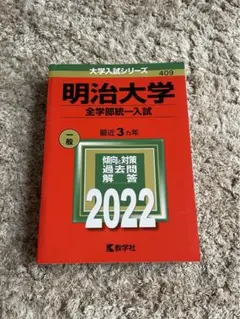 大学入試シリーズ
409
明治大学
全学部統一入試
一般
最近3ヵ年
傾向と対策
過去問
解答
2022
教学社